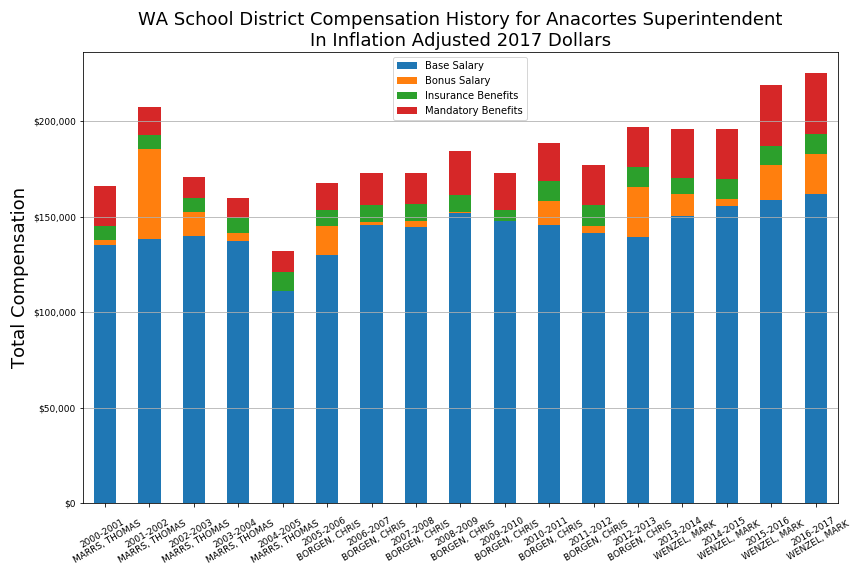 WA School District Compensation History for Anacortes Superintendent
In Inflation Adjusted 2017 Dollars
Base Salary
Bonus Salary
Insurance Benefits
Mandatory Benefits
Total Compensation
$200,000
$150,000
$100,000
$50,000
$0
2000-2001
MARRS, THOMAS
2001-2002
MARRS, THOMAS
2002-2003
MARRS, THOMAS
2003-2004
MARRS, THOMAS
2004-2005
MARRS, THOMAS
2005-2006
BORGEN, CHRIS
2006-2007
BORGEN, CHRIS
2007-2008
BORGEN, CHRIS
2008-2009
BORGEN, CHRIS
2009-2010
BORGEN, CHRIS
2010-2011
BORGEN, CHRIS
2011-2012
BORGEN, CHRIS
2012-2013
BORGEN, CHRIS
2013-2014
WENZEL, MARK
2014-2015
WENZEL, MARK
2015-2016
WENZEL, MARK
2016-2017
WENZEL, MARK